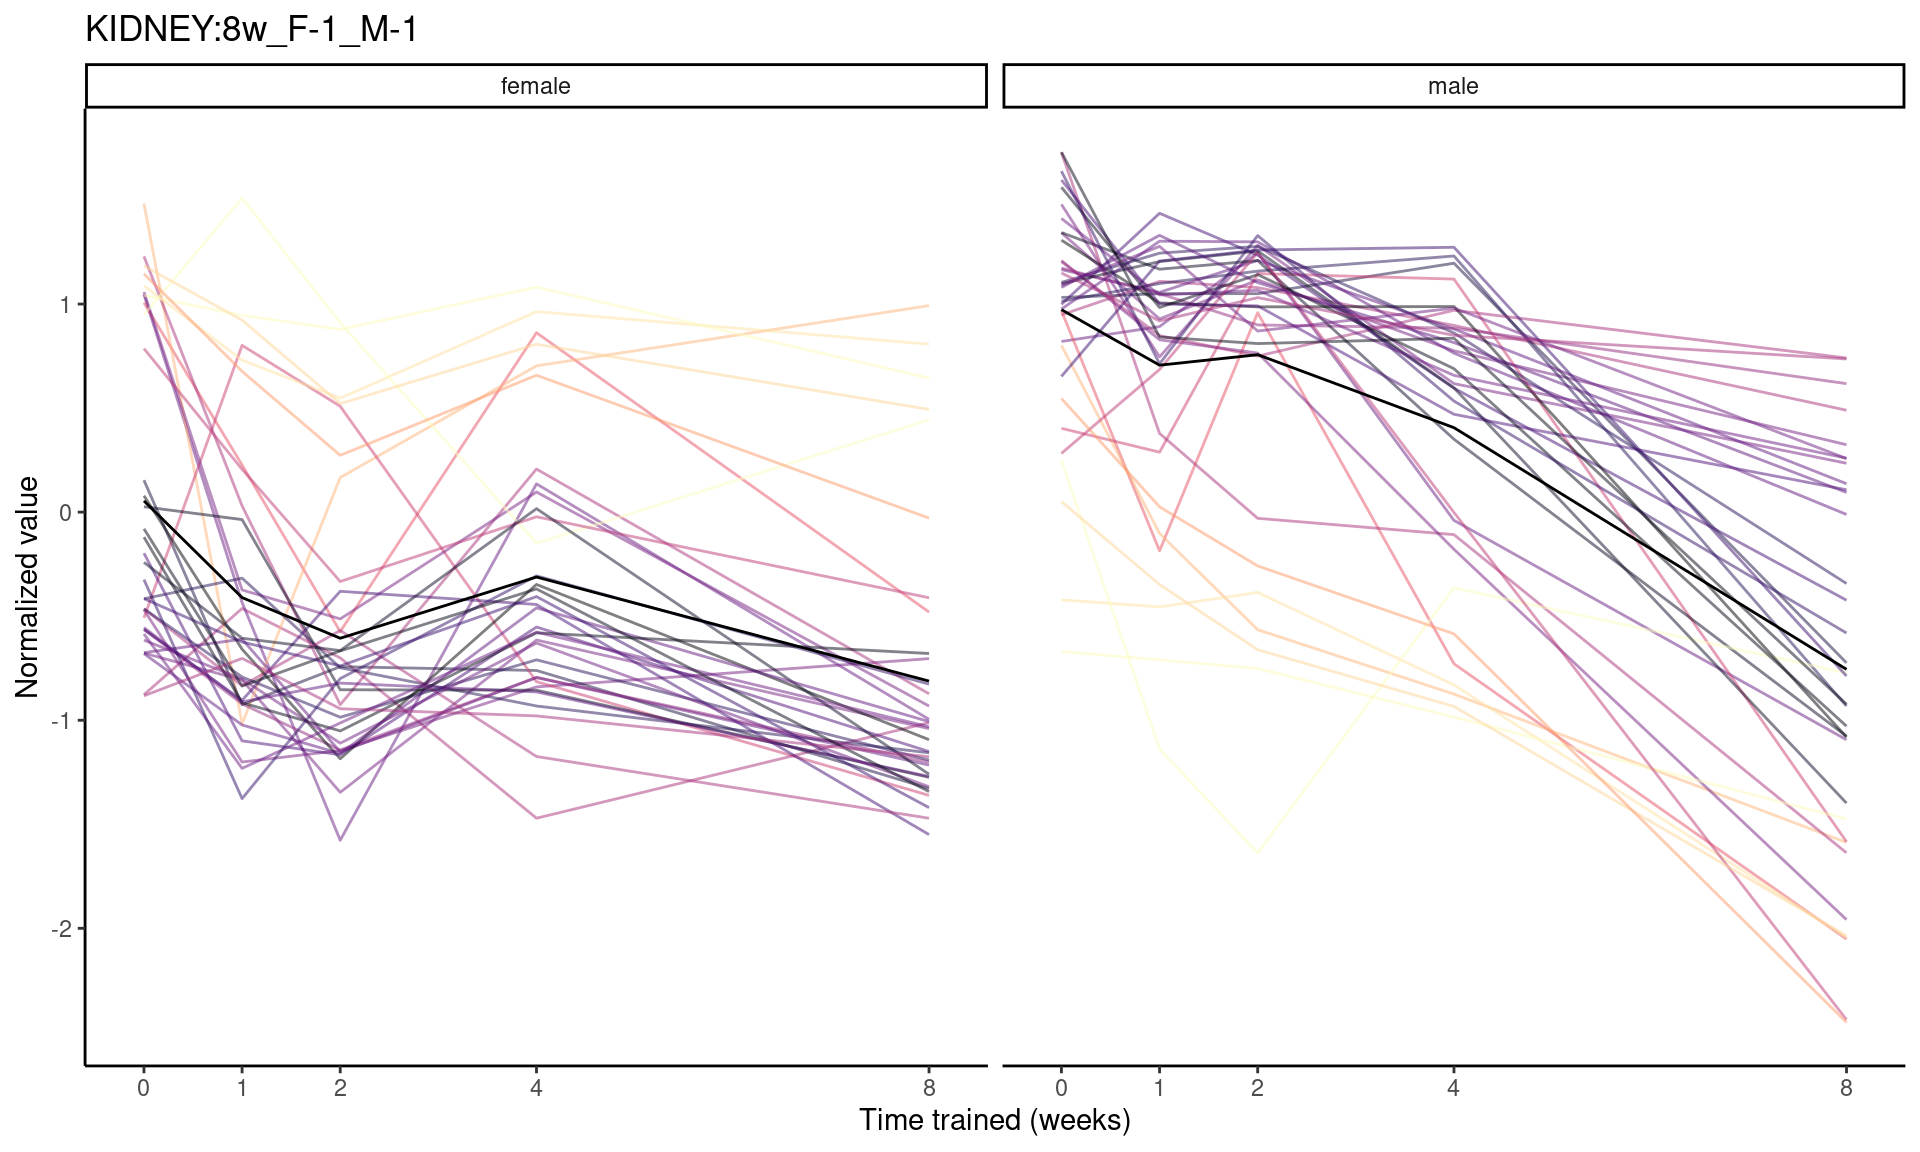 KIDNEY:8w_F-1_M-1
female
male
Normalized value
1
0
-1
-2
0 1 2 4 8
0 1 2 4 8
Time trained (weeks)